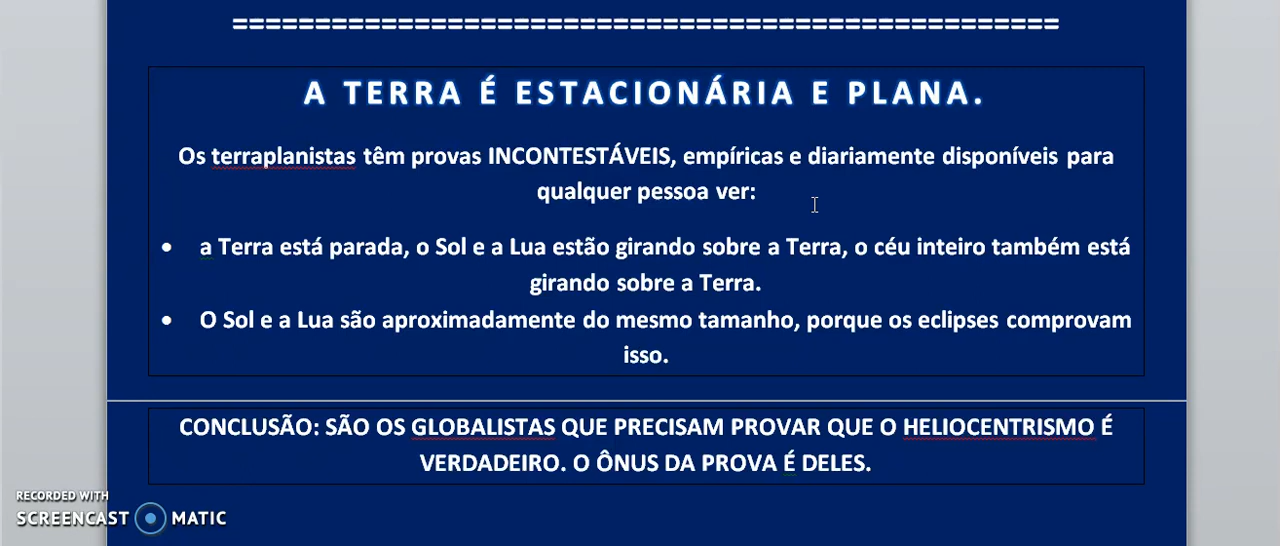 ==================================================
A TERRA É ESTACIONÁRIA E PLANA.
Os terraplanistas têm provas INCONTESTÁVEIS, empíricas e diariamente disponíveis para
qualquer pessoa ver:
• a Terra está parada, o Sol e a Lua estão girando sobre a Terra, o céu inteiro também está
girando sobre a Terra.
• O Sol e a Lua são aproximadamente do mesmo tamanho, porque os eclipses comprovam
isso.
CONCLUSÃO: SÃO OS GLOBALISTAS QUE PRECISAM PROVAR QUE O HELIOCENTRISMO É
VERDADEIRO. O ÔNUS DA PROVA É DELES.
RECORDED WITH
SCREENCAST MATIC